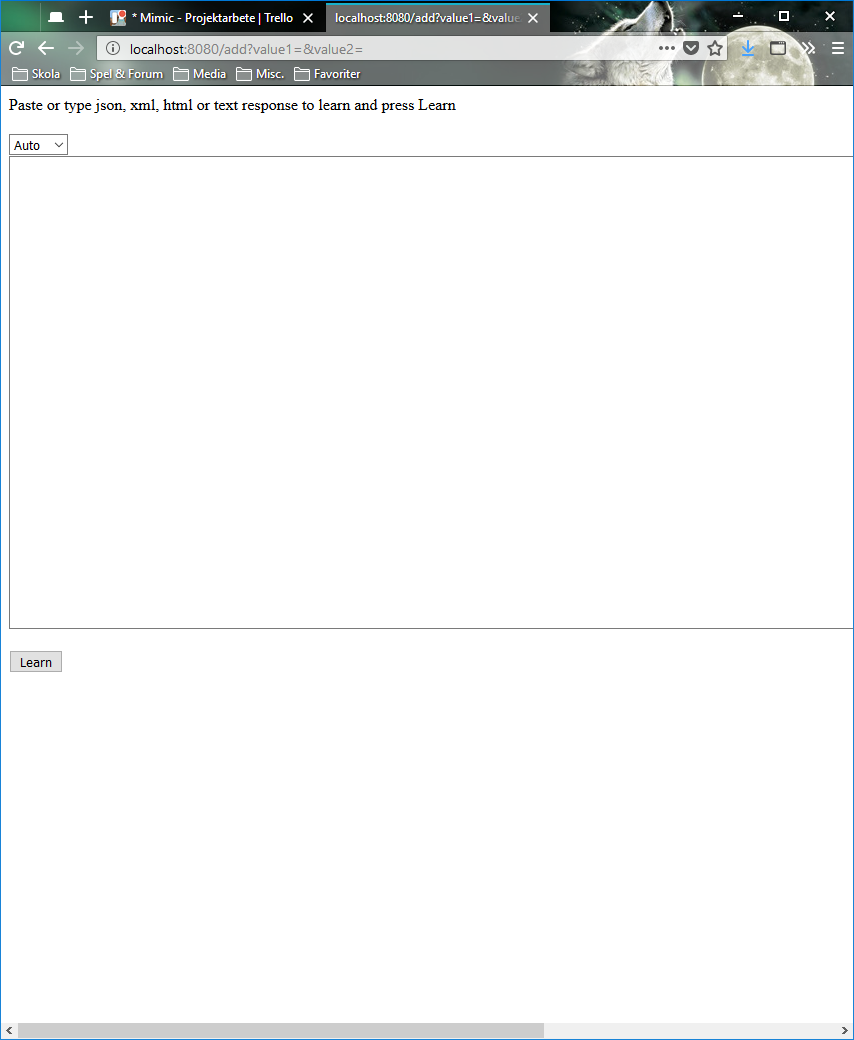 * Mimic - Projektarbete | Trello
localhost:8080/add?value1=&value
localhost:8080/add?value1=&value2=
Skola Spel & Forum Media Misc. Favoriter
Paste or type json, xml, html or text response to learn and press Learn
Auto
Learn